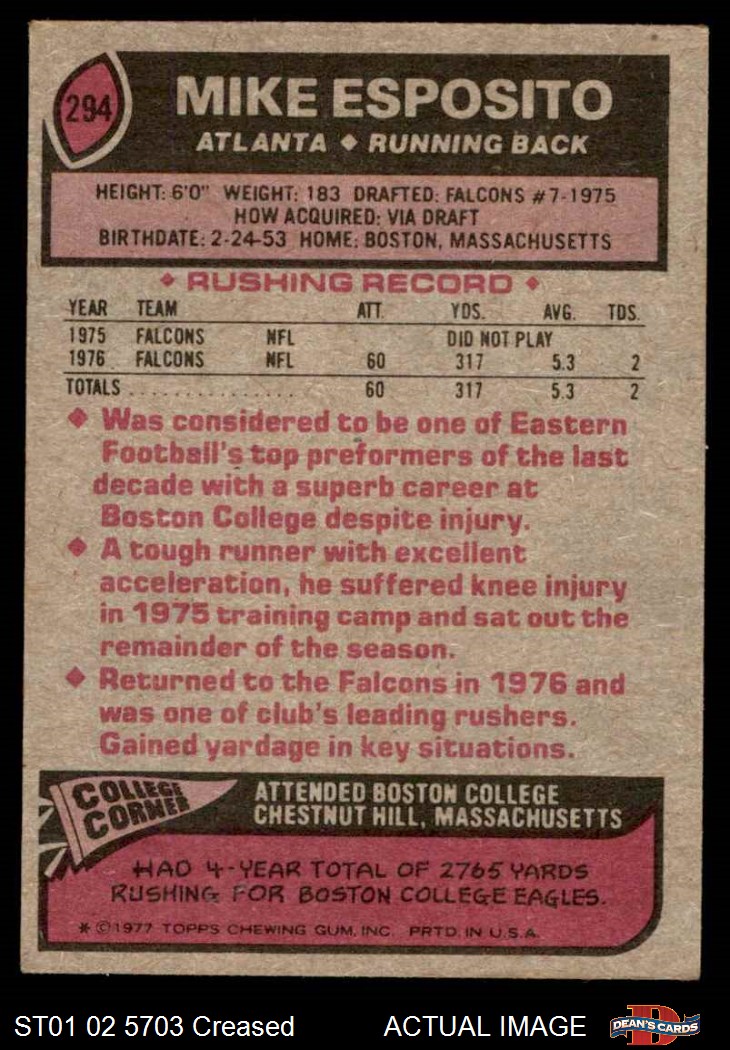 294
MIKE ESPOSITO
ATLANTA ◆ RUNNING BACK
HEIGHT: 6'0" WEIGHT: 183 DRAFTED: FALCONS #7-1975
HOW ACQUIRED: VIA DRAFT
BIRTHDATE: 2-24-53 HOME: BOSTON, MASSACHUSETTS
◆ RUSHING RECORD ◆
YEAR TEAM ATT. YDS. AVG. TDS.
1975 FALCONS NFL DID NOT PLAY
1976 FALCONS NFL 60 317 5.3 2
TOTALS . . . . . . . . . . . . . . . . 60 317 5.3 2
◆ Was considered to be one of Eastern
Football's top preformers of the last
decade with a superb career at
Boston College despite injury.
◆ A tough runner with excellent
acceleration, he suffered knee injury
in 1975 training camp and sat out the
remainder of the season.
◆ Returned to the Falcons in 1976 and
was one of club's leading rushers.
Gained yardage in key situations.
COLLEGE
CORNER
ATTENDED BOSTON COLLEGE
CHESTNUT HILL, MASSACHUSETTS
HAD 4-YEAR TOTAL OF 2765 YARDS
RUSHING FOR BOSTON COLLEGE EAGLES.
* © 1977 TOPPS CHEWING GUM, INC. PRTD. IN U.S.A.
ST01 02 5703 Creased ACTUAL IMAGE
D
DEAN'S CARDS